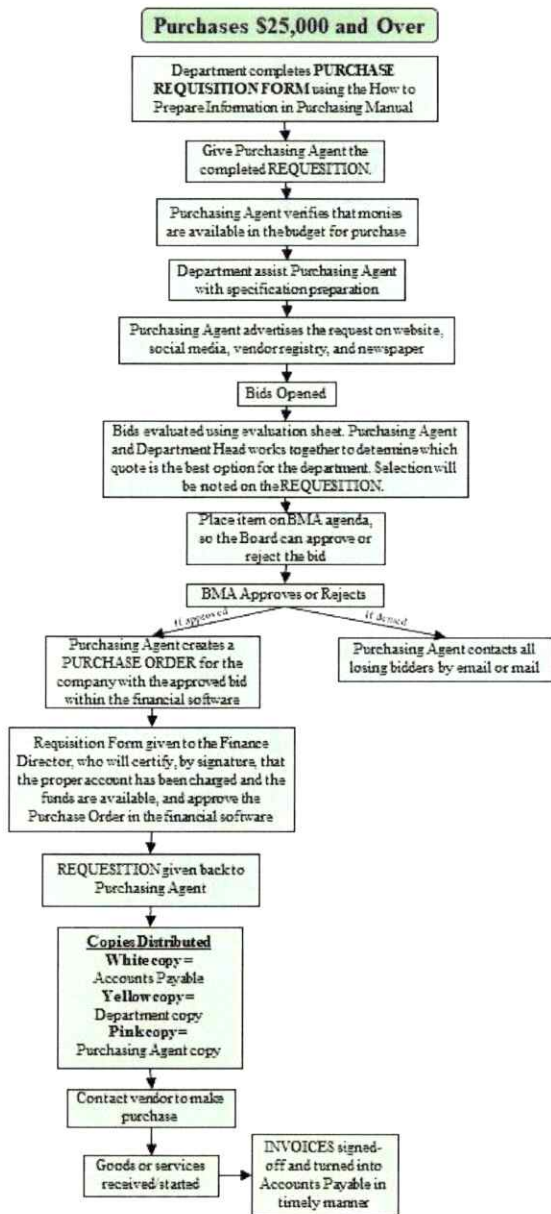 Purchases $25,000 and Over
Department completes PURCHASE
REQUISITION FORM using the How to
Prepare Information in Purchasing Manual
Give Purchasing Agent the
completed REQUESITION.
Purchasing Agent verifies that monies
are available in the budget for purchase
Department assist Purchasing Agent
with specification preparation
Purchasing Agent advertises the request on website,
social media, vendor registry, and newspaper
Bids Opened
Bids evaluated using evaluation sheet. Purchasing Agent
and Department Head works together to determine which
quote is the best option for the department. Selection will
be noted on the REQUESITION.
Place item on BMA agenda,
so the Board can approve or
reject the bid
BMA Approves or Rejects
If approved
If denied
Purchasing Agent creates a
PURCHASE ORDER for the
company with the approved bid
within the financial software
Purchasing Agent contacts all
losing bidders by email or mail
Requisition Form given to the Finance
Director, who will certify, by signature, that
the proper account has been charged and the
funds are available, and approve the
Purchase Order in the financial software
REQUESITION given back to
Purchasing Agent
Copies Distributed
White copy =
Accounts Payable
Yellow copy =
Department copy
Pink copy =
Purchasing Agent copy
Contact vendor to make
purchase
Goods or services
received/started
INVOICES signed-
off and turned into
Accounts Payable in
timely manner